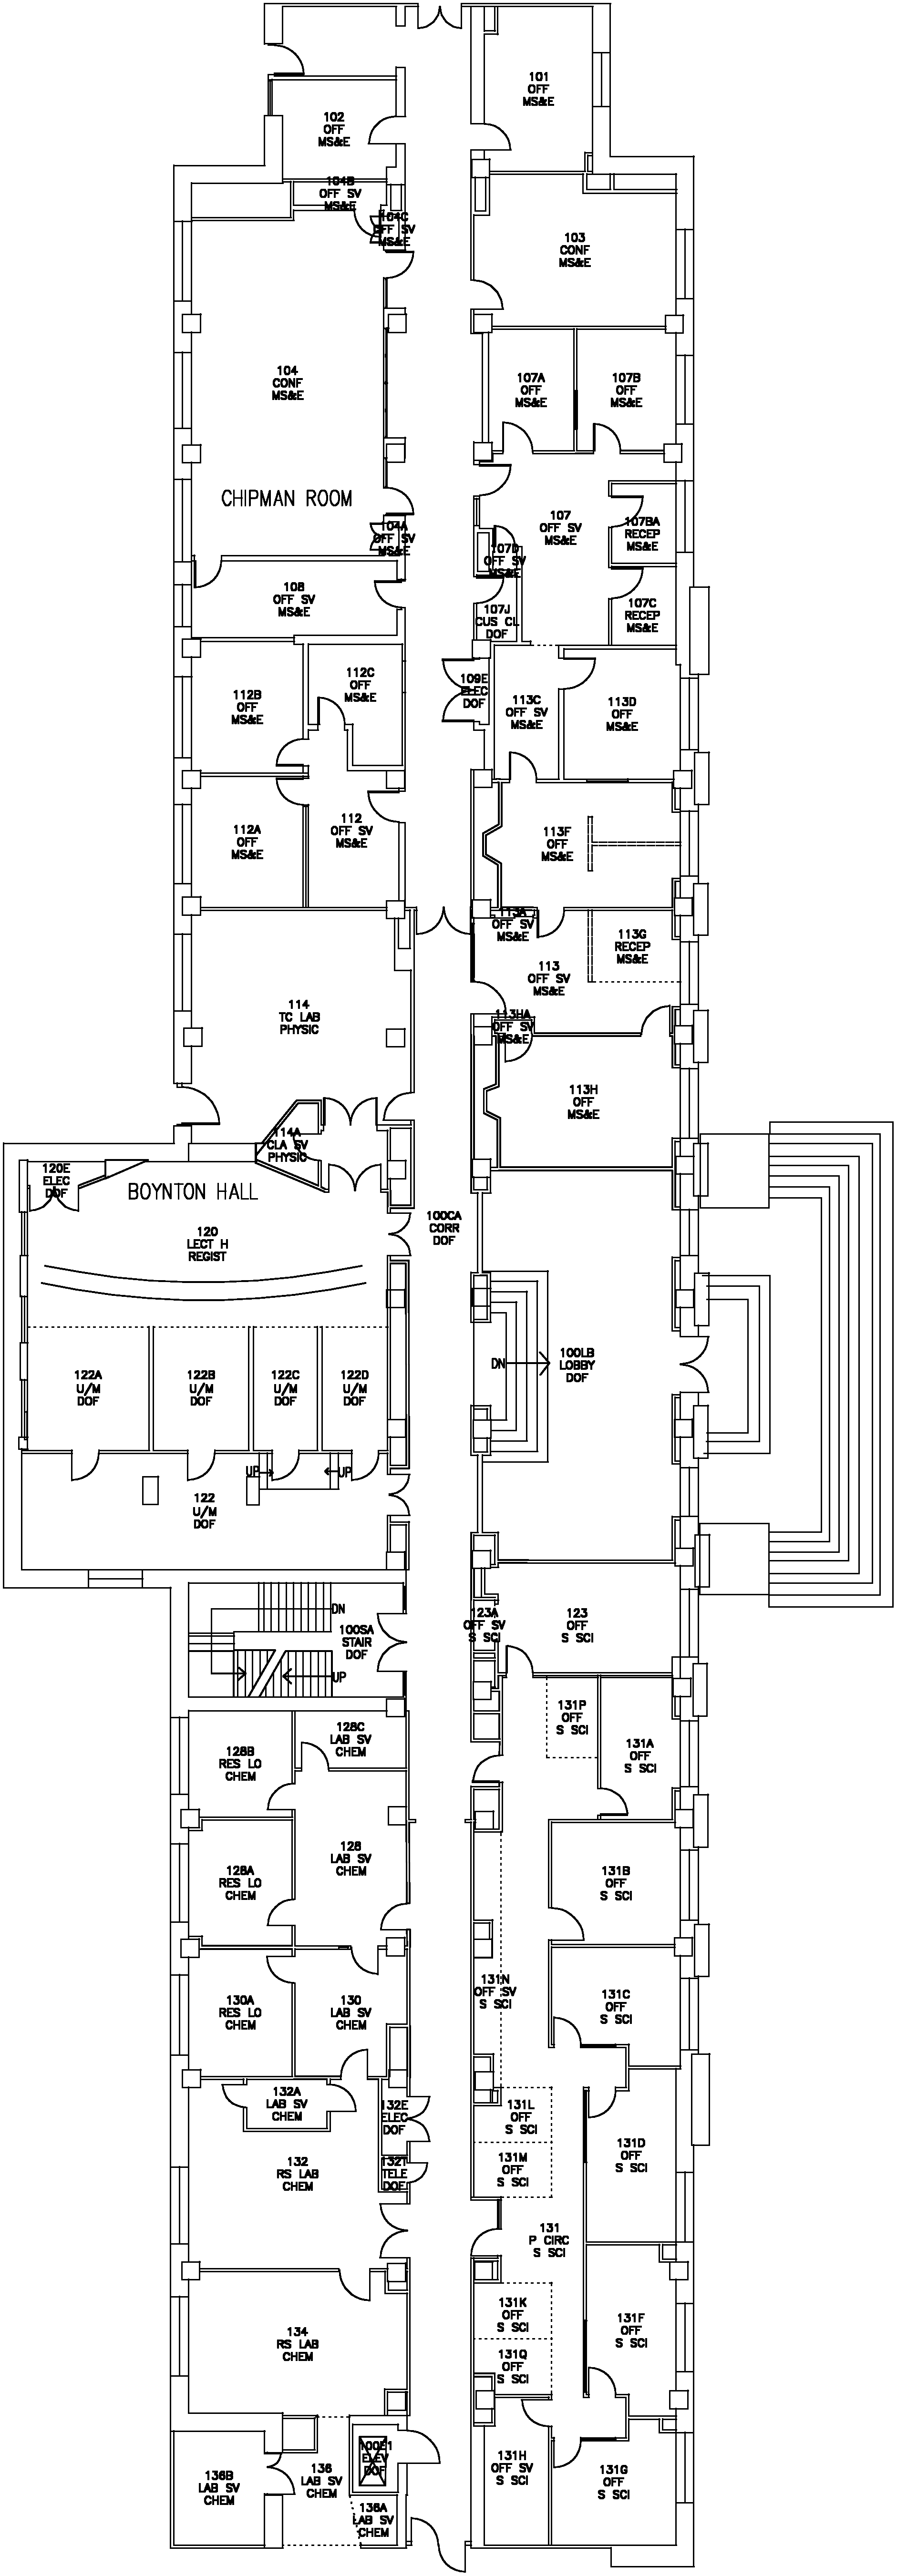 101
OFF
MS&E
102
OFF
MS&E
104B
OFF SV
MS&E
104C
OFF SV
MS&E
103
CONF
MS&E
104
CONF
MS&E
107A
OFF
MS&E
107B
OFF
MS&E
CHIPMAN ROOM
107
OFF SV
MS&E
107BA
RECEP
MS&E
104A
OFF SV
MS&E
107D
OFF SV
MS&E
108
OFF SV
MS&E
107J
CUS CL
DOF
107C
RECEP
MS&E
112B
OFF
MS&E
112C
OFF
MS&E
109E
ELEC
DOF
113C
OFF SV
MS&E
113D
OFF
MS&E
112A
OFF
MS&E
112
OFF SV
MS&E
113F
OFF
MS&E
113A
OFF SV
MS&E
113G
RECEP
MS&E
113
OFF SV
MS&E
114
TC LAB
PHYSIC
113HA
OFF SV
MS&E
113H
OFF
MS&E
114A
CLA SV
PHYSIC
120E
ELEC
DOF
BOYNTON HALL
120
LECT H
REGIST
100CA
CORR
DOF
DN
100LB
LOBBY
DOF
122A
U/M
DOF
122B
U/M
DOF
122C
U/M
DOF
122D
U/M
DOF
UP
UP
122
U/M
DOF
DN
100SA
STAIR
DOF
UP
123A
OFF SV
S SCI
123
OFF
S SCI
128B
RES LO
CHEM
128C
LAB SV
CHEM
131P
OFF
S SCI
131A
OFF
S SCI
128A
RES LO
CHEM
128
LAB SV
CHEM
131B
OFF
S SCI
130A
RES LO
CHEM
130
LAB SV
CHEM
131N
OFF SV
S SCI
131C
OFF
S SCI
132A
LAB SV
CHEM
132E
ELEC
DOF
131L
OFF
S SCI
131D
OFF
S SCI
132
RS LAB
CHEM
132T
TELE
DOF
131M
OFF
S SCI
131
P CIRC
S SCI
134
RS LAB
CHEM
131K
OFF
S SCI
131F
OFF
S SCI
131Q
OFF
S SCI
136B
LAB SV
CHEM
136
LAB SV
CHEM
100E1
ELEV
DOF
136A
LAB SV
CHEM
131H
OFF SV
S SCI
131G
OFF
S SCI